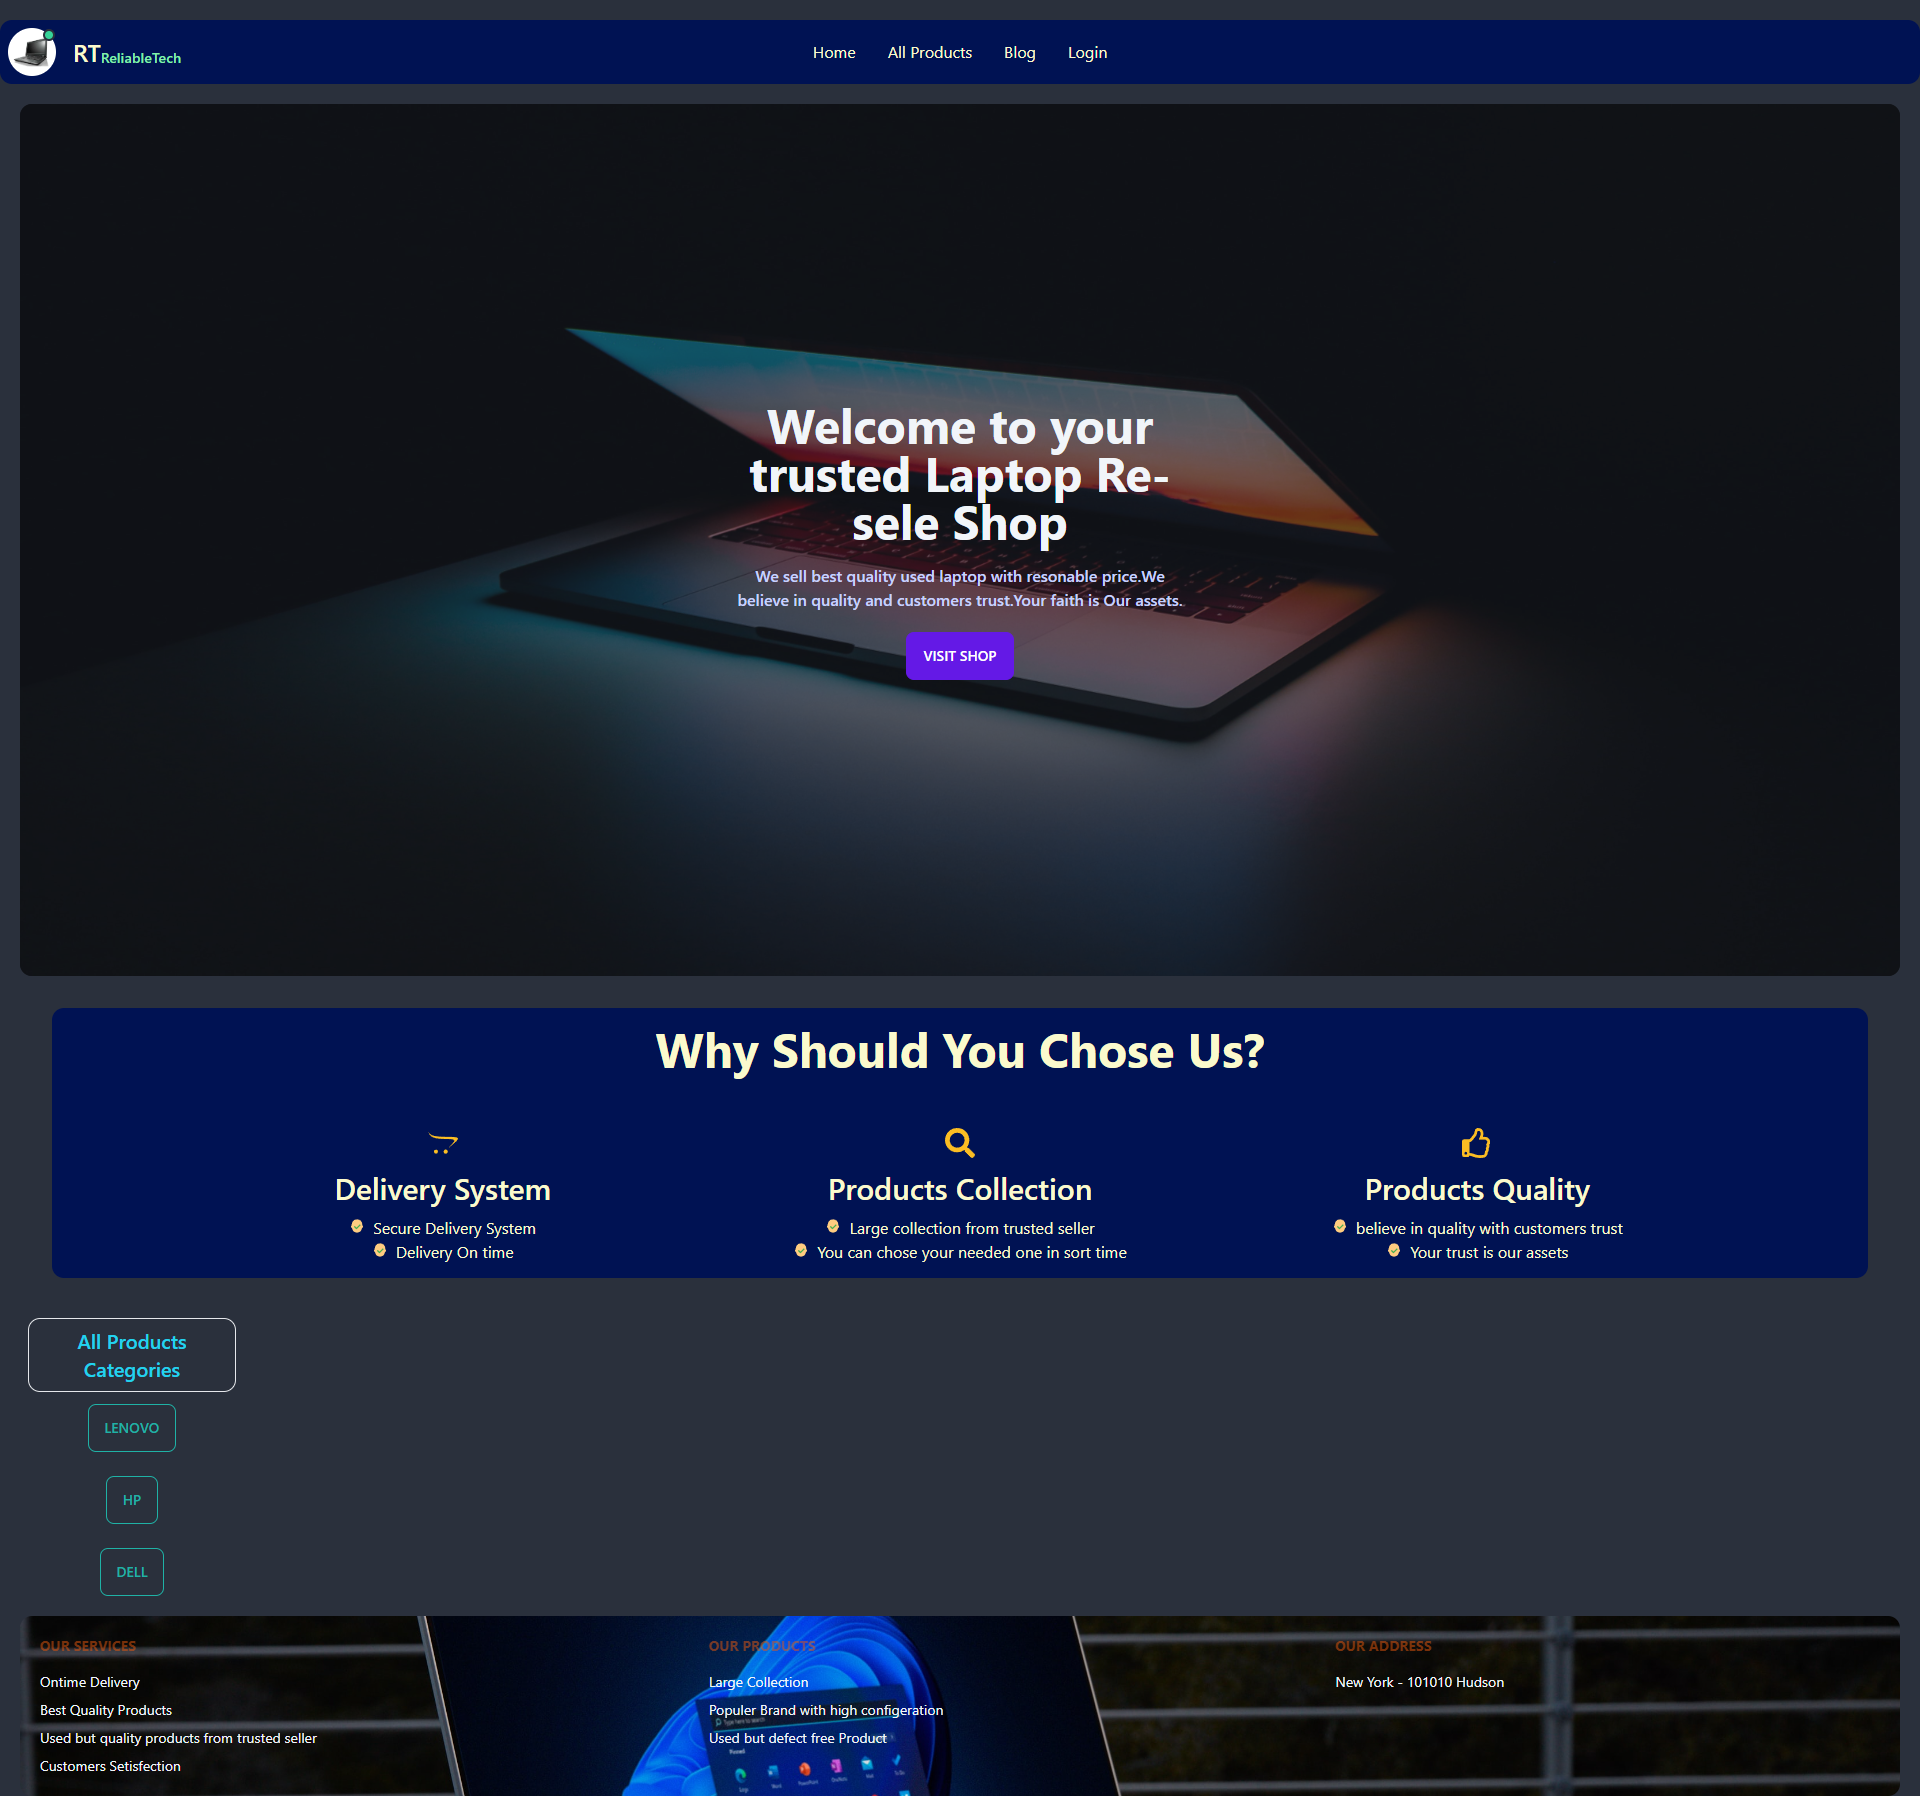 RTReliableTech
Home All Products Blog Login
Welcome to your
trusted Laptop Re-
sele Shop
We sell best quality used laptop with resonable price.We
believe in quality and customers trust.Your faith is Our assets.
VISIT SHOP
Why Should You Chose Us?
Delivery System
Secure Delivery System
Delivery On time
Products Collection
Large collection from trusted seller
You can chose your needed one in sort time
Products Quality
believe in quality with customers trust
Your trust is our assets
All Products
Categories
LENOVO
HP
DELL
OUR SERVICES
Ontime Delivery
Best Quality Products
Used but quality products from trusted seller
Customers Setisfection
OUR PRODUCTS
Large Collection
Populer Brand with high configeration
Used but defect free Product
OUR ADDRESS
New York - 101010 Hudson